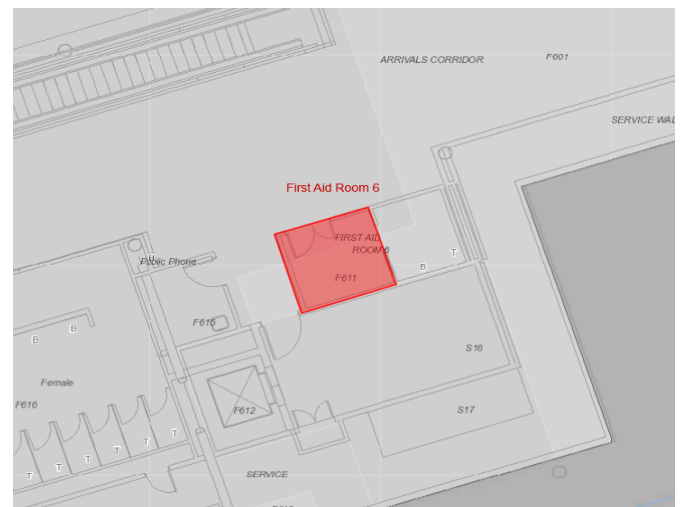 ARRIVALS CORRIDOR
F601
SERVICE WAL
First Aid Room 6
FIRST AID
ROOM 6
F611
B
T
Public Phone
F615
B
B
Female
F616
F612
S16
S17
T
T
T
T
T
T
SERVICE